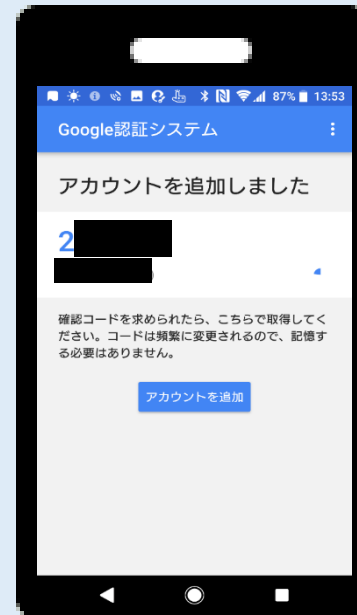 87% 13:53
Google認証システム
アカウントを追加しました
2
確認コードを求められたら、こちらで取得してく
ださい。コードは頻繁に変更されるので、記憶す
る必要はありません。
アカウントを追加